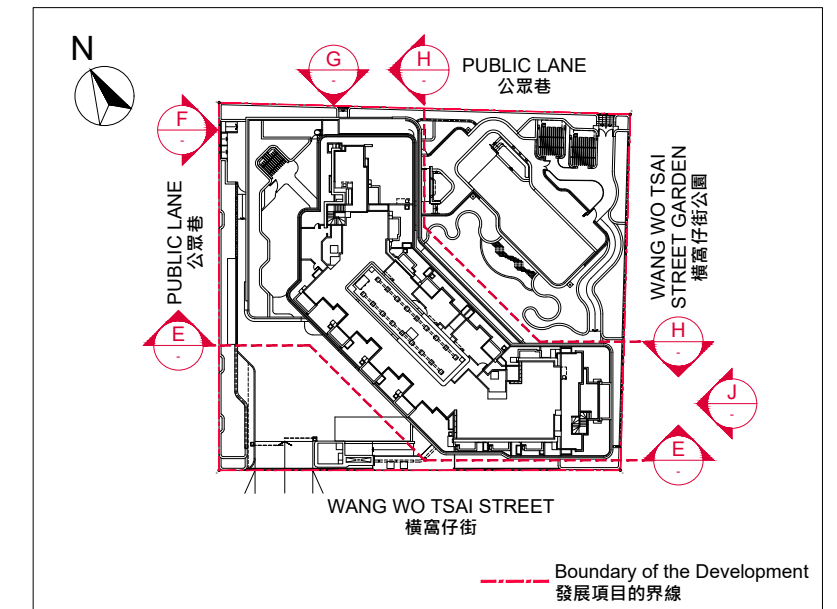 N
G
-
H
-
PUBLIC LANE
公眾巷
F
-
PUBLIC LANE
公眾巷
WANG WO TSAI
STREET GARDEN
橫窩仔街公園
E
-
H
-
J
-
E
-
WANG WO TSAI STREET
橫窩仔街
Boundary of the Development
發展項目的界線